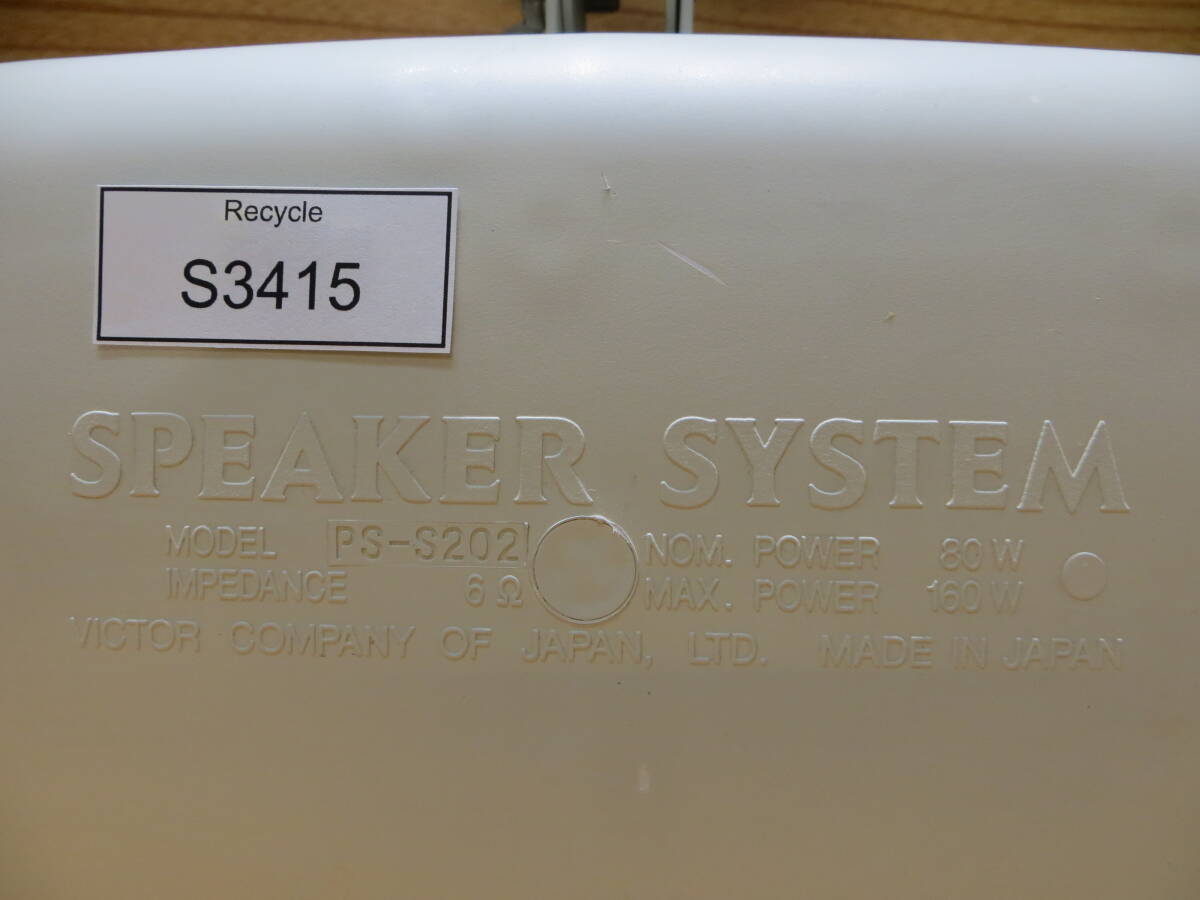 Recycle
S3415
SPEAKER SYSTEM
MODEL PS-S202 NOM. POWER 80W
IMPEDANCE 6Ω MAX. POWER 160W
VICTOR COMPANY OF JAPAN, LTD. MADE IN JAPAN